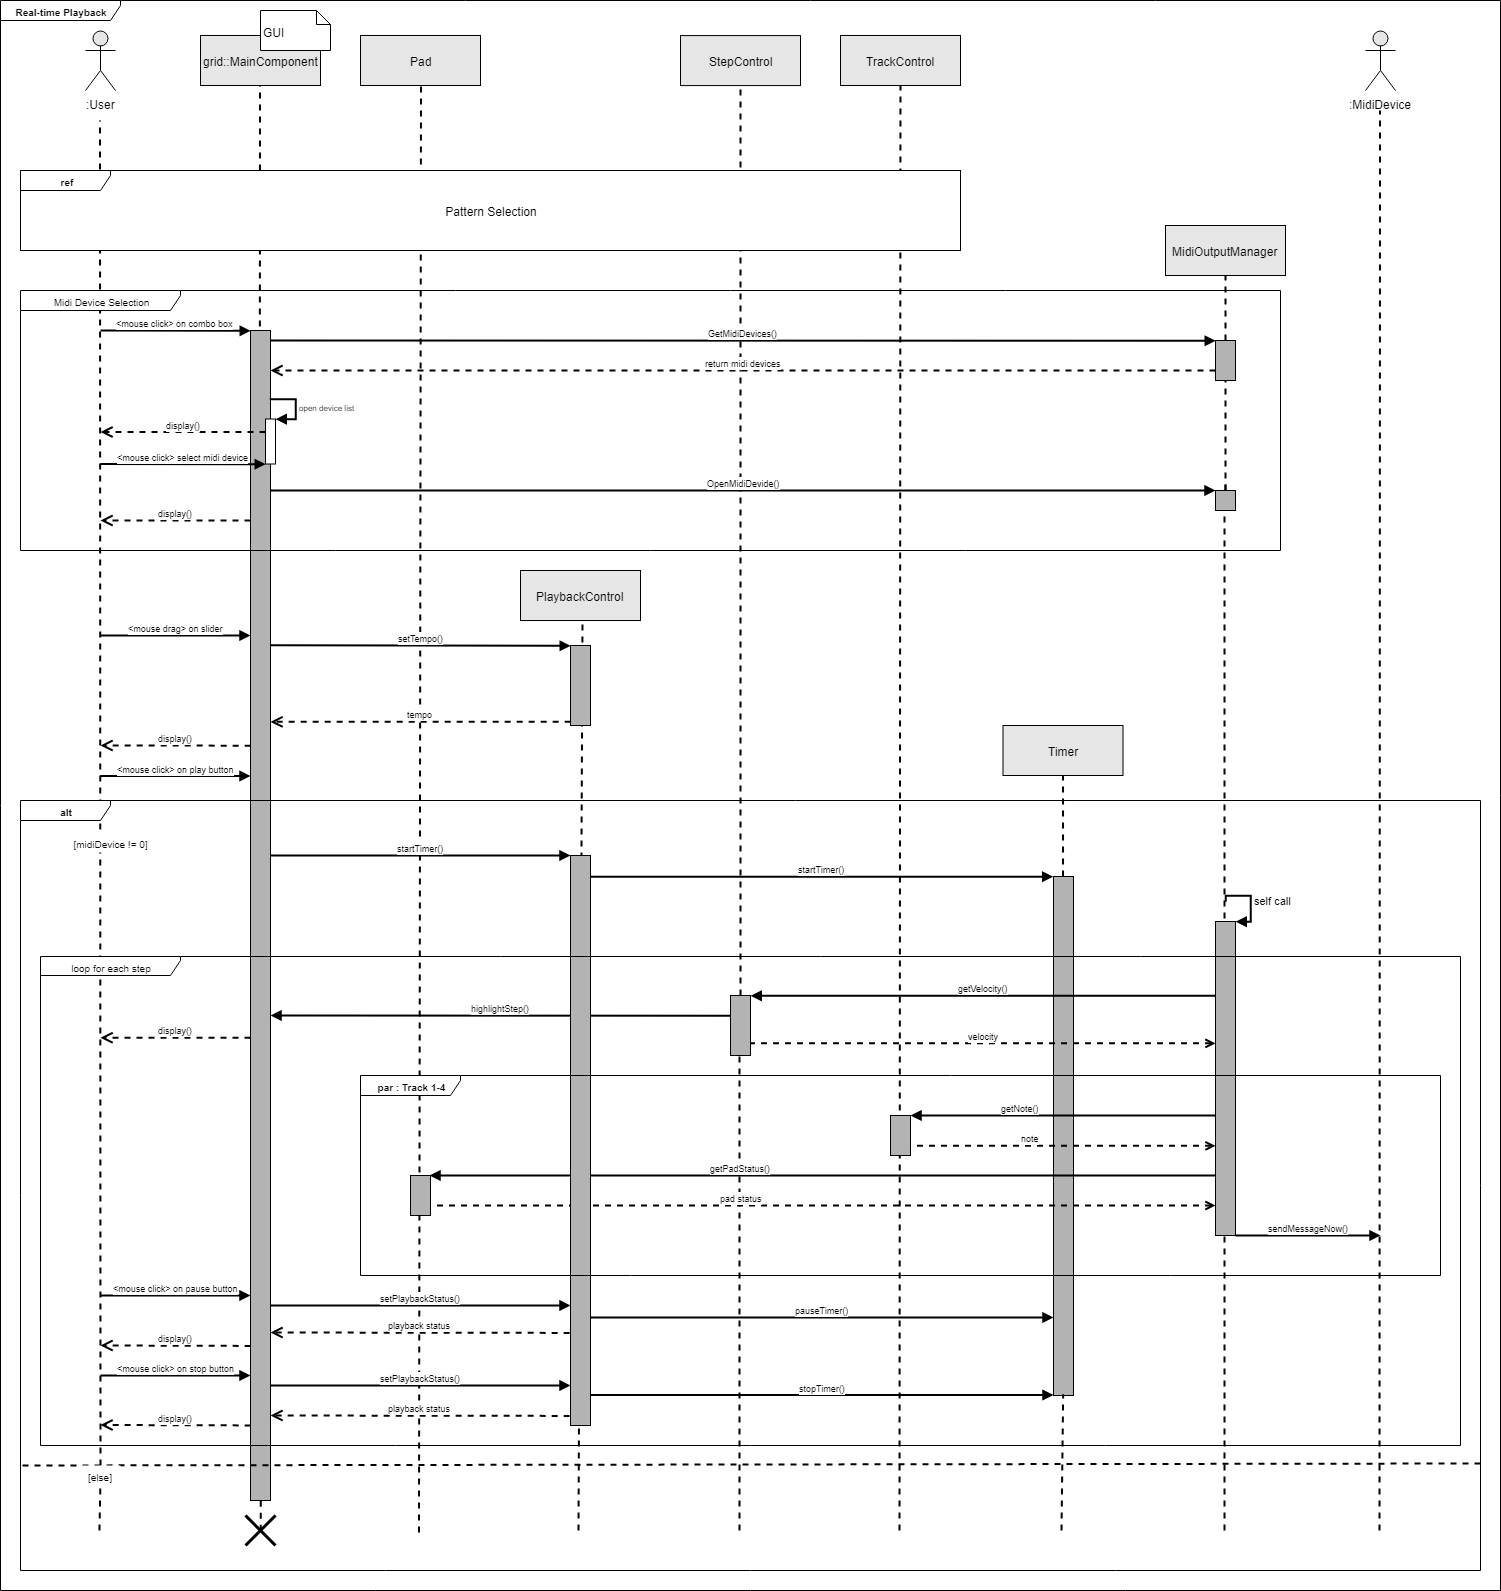 Real-time Playback
GUI
grid::MainComponent
Pad
StepControl
TrackControl
:User
:MidiDevice
ref
Pattern Selection
MidiOutputManager
Midi Device Selection
<mouse click> on combo box
GetMidiDevices()
return midi devices
open device list
display()
<mouse click> select midi device
OpenMidiDevide()
display()
PlaybackControl
<mouse drag> on slider
setTempo()
tempo
display()
Timer
<mouse click> on play button
alt
[midiDevice != 0]
startTimer()
startTimer()
self call
loop for each step
getVelocity()
highlightStep()
display()
velocity
par : Track 1-4
getNote()
note
getPadStatus()
pad status
sendMessageNow()
<mouse click> on pause button
setPlaybackStatus()
pauseTimer()
playback status
display()
<mouse click> on stop button
setPlaybackStatus()
stopTimer()
playback status
display()
[else]